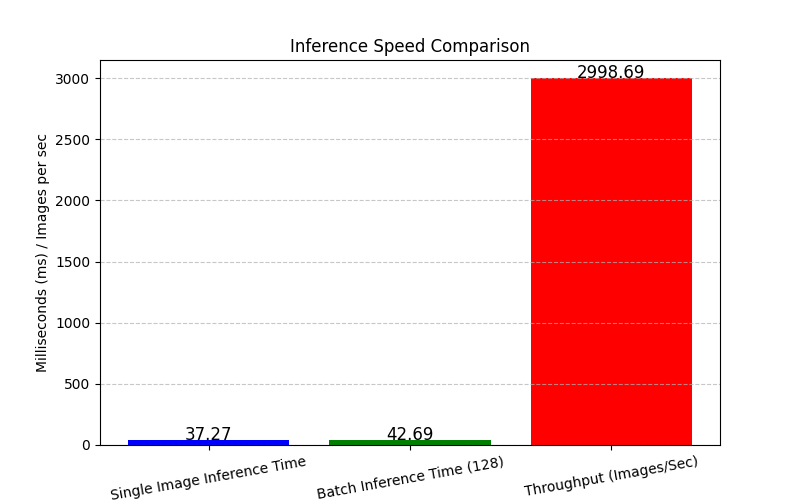 Inference Speed Comparison
Milliseconds (ms) / Images per sec
3000
2500
2000
1500
1000
500
0
37.27
42.69
2998.69
Single Image Inference Time
Batch Inference Time (128)
Throughput (Images/Sec)